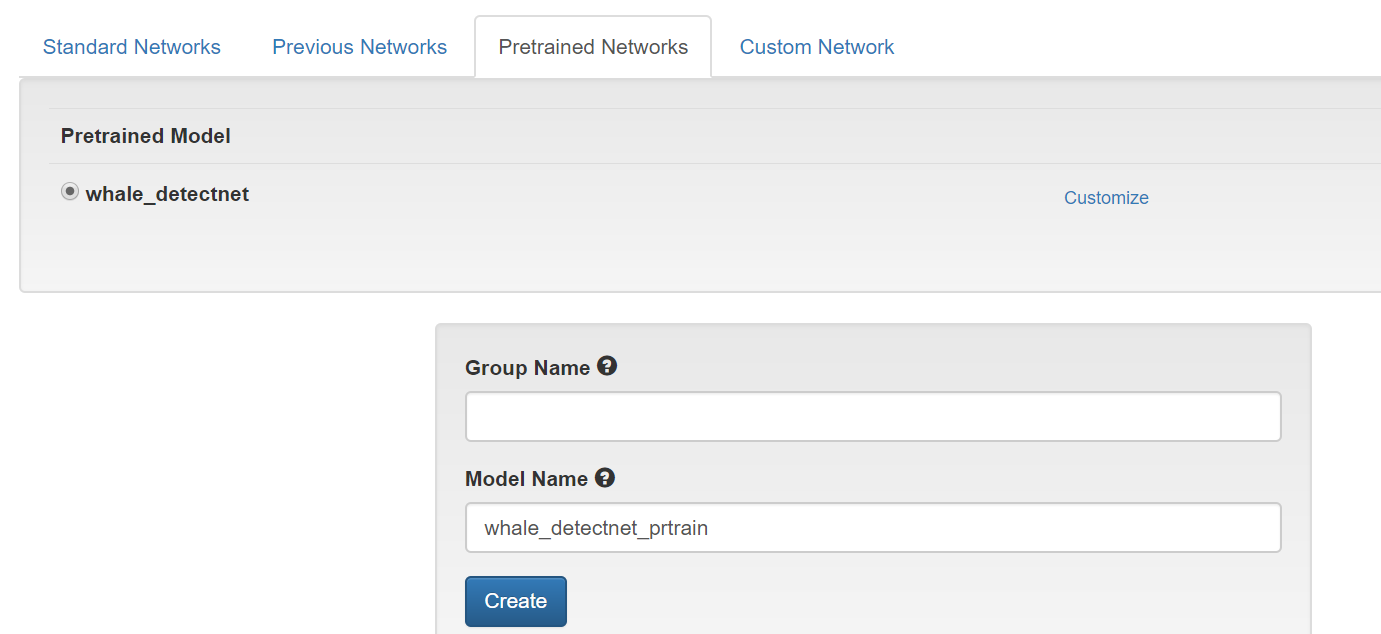 Standard Networks Previous Networks Pretrained Networks Custom Network
Pretrained Model
whale_detectnet Customize
Group Name ?
Model Name ?
whale_detectnet_prtrain
Create